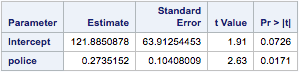 Parameter Estimate Standard Error t Value Pr > |t|
Intercept 121.8850878 63.91254453 1.91 0.0726
police 0.2735152 0.10408009 2.63 0.0171